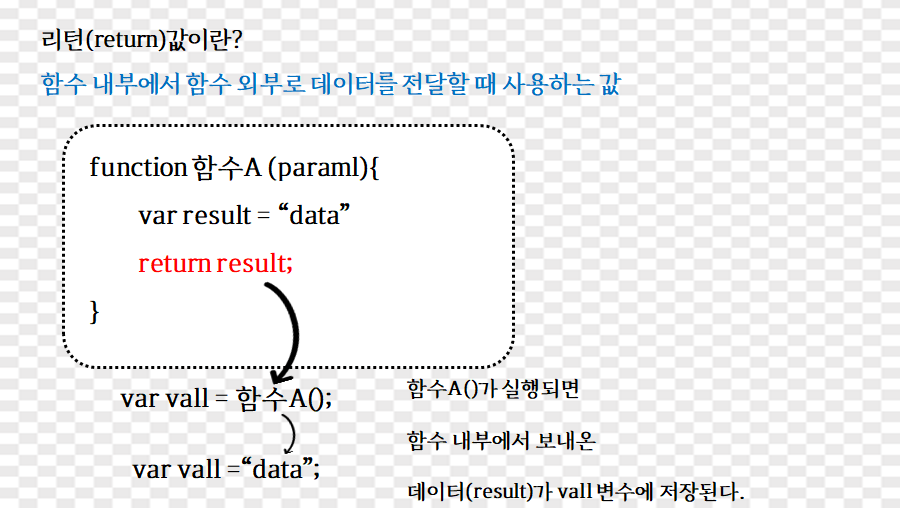 리턴(return)값이란?
함수 내부에서 함수 외부로 데이터를 전달할 때 사용하는 값
function 함수A (paraml){
var result = “data”
return result;
}
var vall = 함수A();
var vall =“data”;
함수A()가 실행되면
함수 내부에서 보내온
데이터(result)가 vall 변수에 저장된다.